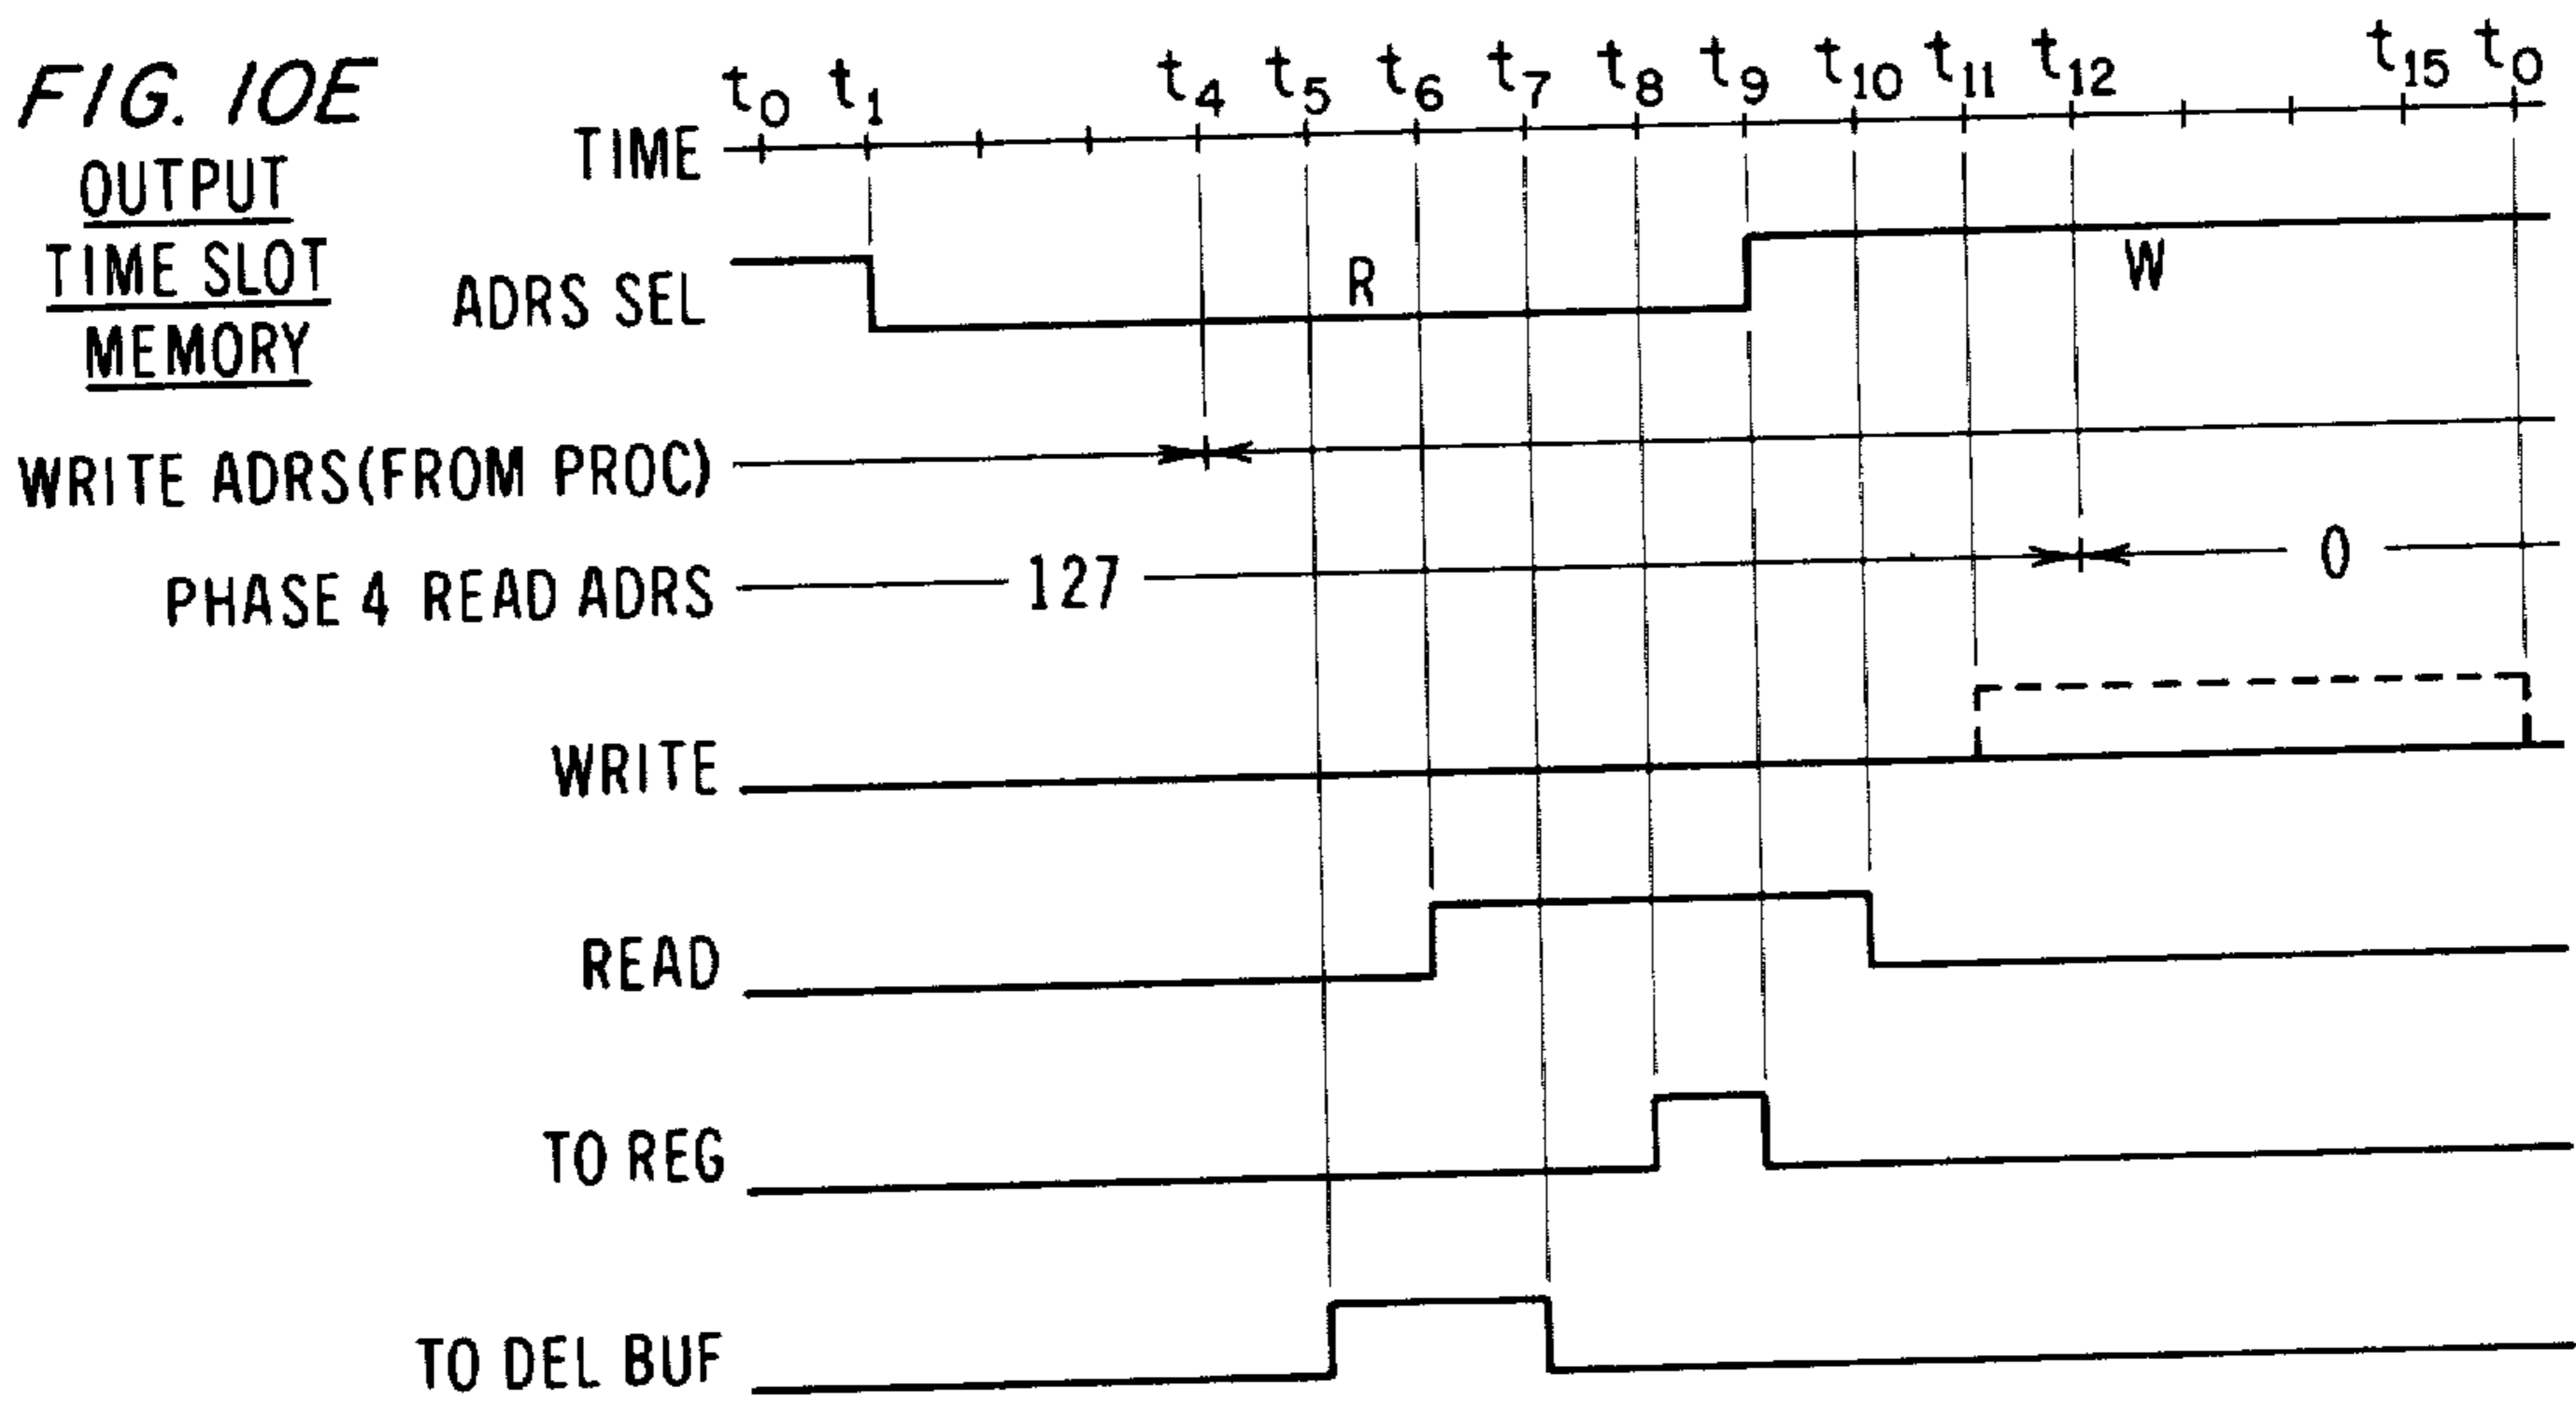 FIG. 10E
OUTPUT
TIME SLOT
MEMORY
t0 t1 t4 t5 t6 t7 t8 t9 t10 t11 t12 t15 t0
TIME
ADRS SEL R W
WRITE ADRS(FROM PROC)
PHASE 4 READ ADRS 127 0
WRITE
READ
TO REG
TO DEL BUF